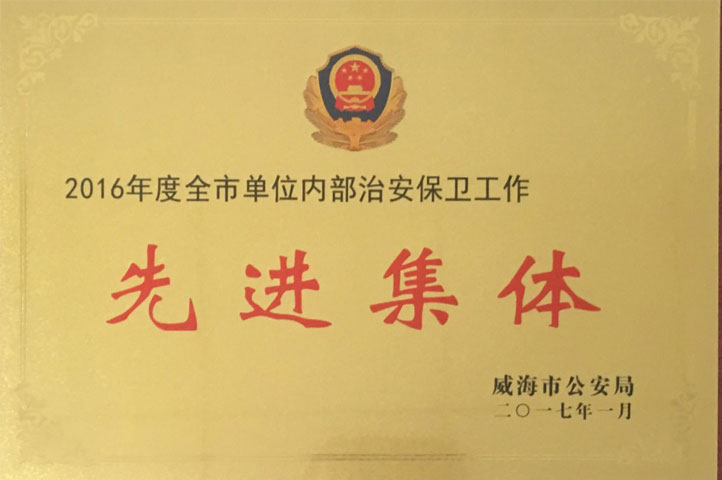 2016年度全市单位内部治安保卫工作
先进集体
威海市公安局
二〇一七年一月